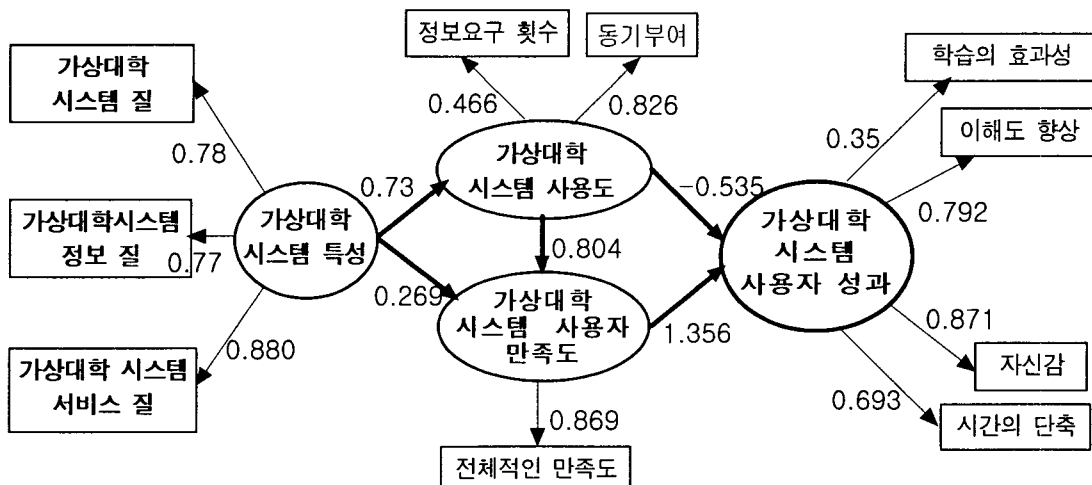 정보요구 횟수
동기부여
학습의 효과성
가상대학
시스템 질
0.466
0.826
0.35
이해도 향상
0.78
가상대학
시스템 사용도
0.73
-0.535
0.792
가상대학시스템
정보 질
0.77
가상대학
시스템 특성
0.804
가상대학
시스템
사용자 성과
0.269
가상대학
시스템 사용자
만족도
1.356
0.871
자신감
0.880
가상대학 시스템
서비스 질
0.693
시간의 단축
0.869
전체적인 만족도